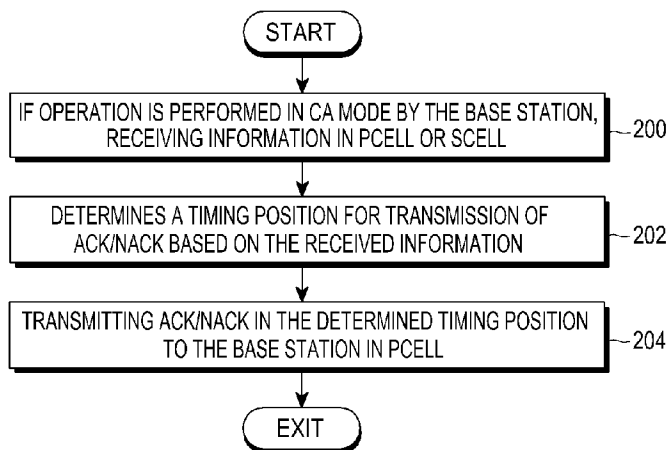 START
IF OPERATION IS PERFORMED IN CA MODE BY THE BASE STATION,
RECEIVING INFORMATION IN PCELL OR SCELL
200
DETERMINES A TIMING POSITION FOR TRANSMISSION OF
ACK/NACK BASED ON THE RECEIVED INFORMATION
202
TRANSMITTING ACK/NACK IN THE DETERMINED TIMING POSITION
TO THE BASE STATION IN PCELL
204
EXIT